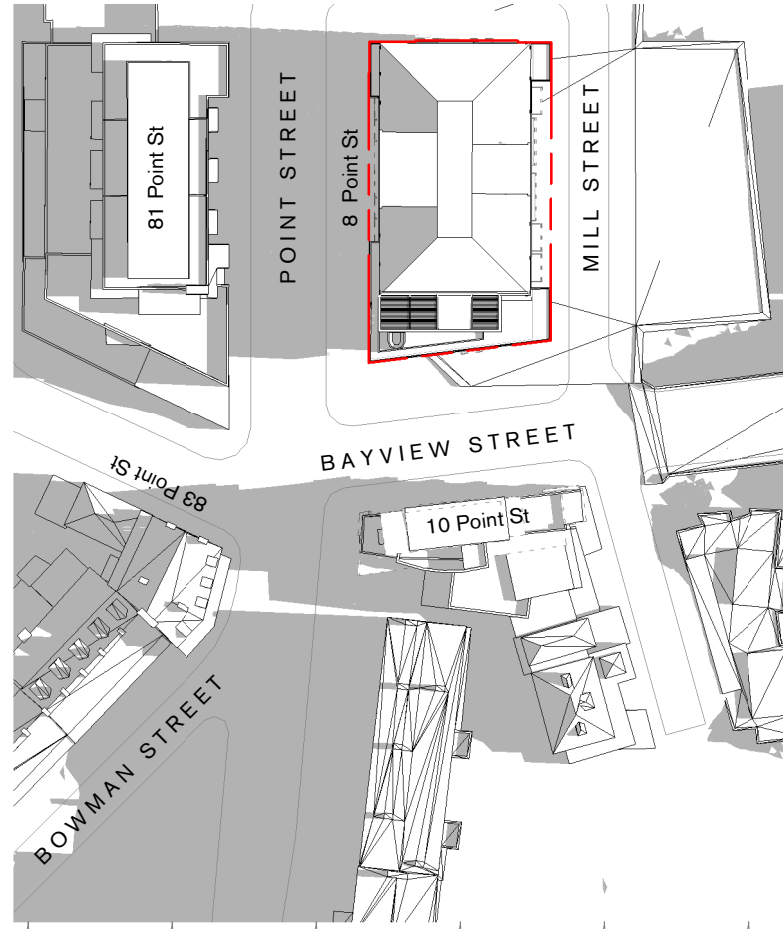 81 Point St
POINT STREET
8 Point St
MILL STREET
BAYVIEW STREET
83 Point St
10 Point St
BOWMAN STREET